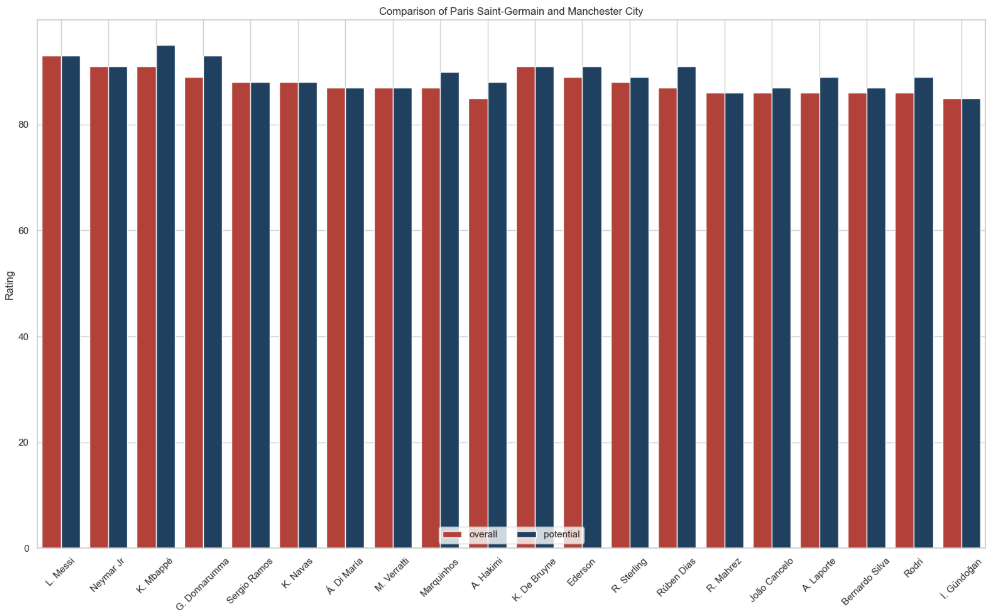 Comparison of Paris Saint-Germain and Manchester City
Rating
80
60
40
20
0
overall
potential
L. Messi
Neymar Jr
K. Mbappé
G. Donnarumma
Sergio Ramos
K. Navas
Á. Di María
M. Verratti
Marquinhos
A. Hakimi
K. De Bruyne
Ederson
R. Sterling
Rúben Dias
R. Mahrez
João Cancelo
A. Laporte
Bernardo Silva
Rodri
İ. Gündoğan